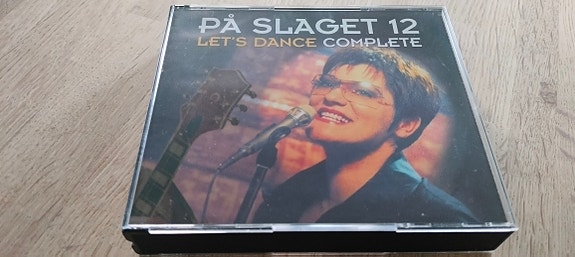 PÅ SLAGET 12
LET'S DANCE COMPLETE